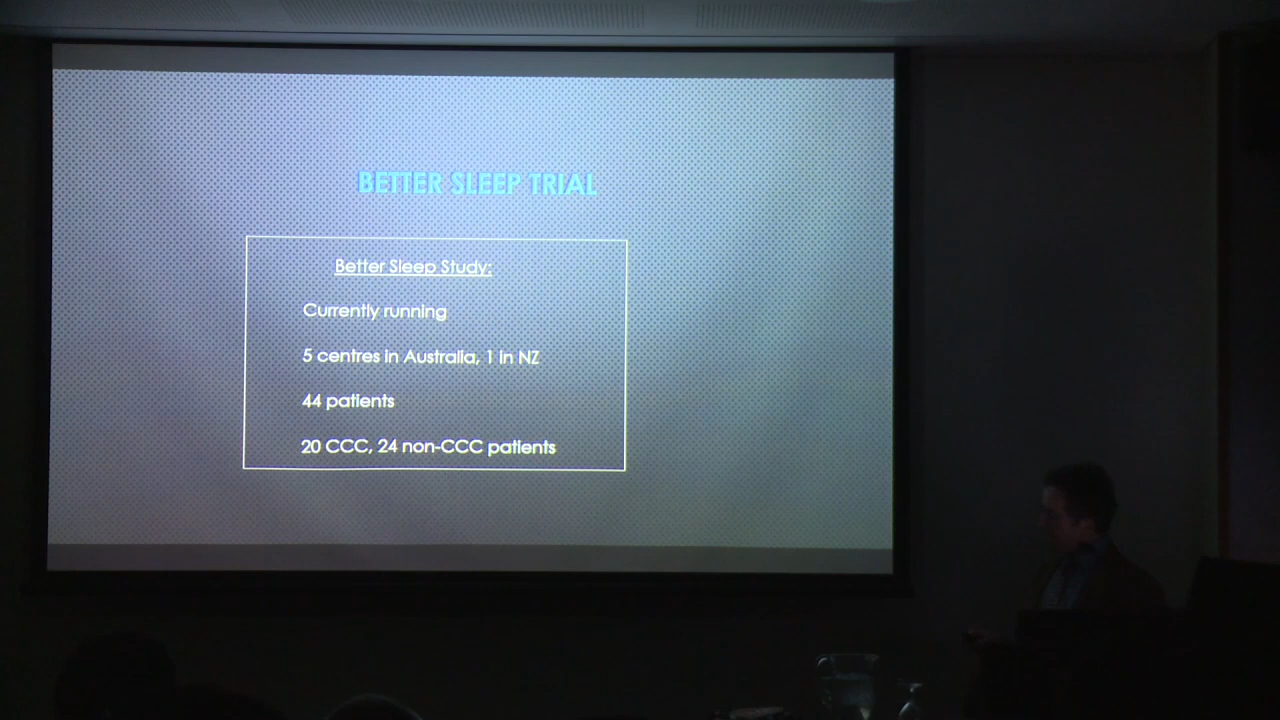 BETTER SLEEP TRIAL
Better Sleep Study:
Currently running
5 centres in Australia, 1 in NZ
44 patients
20 CCC, 24 non-CCC patients